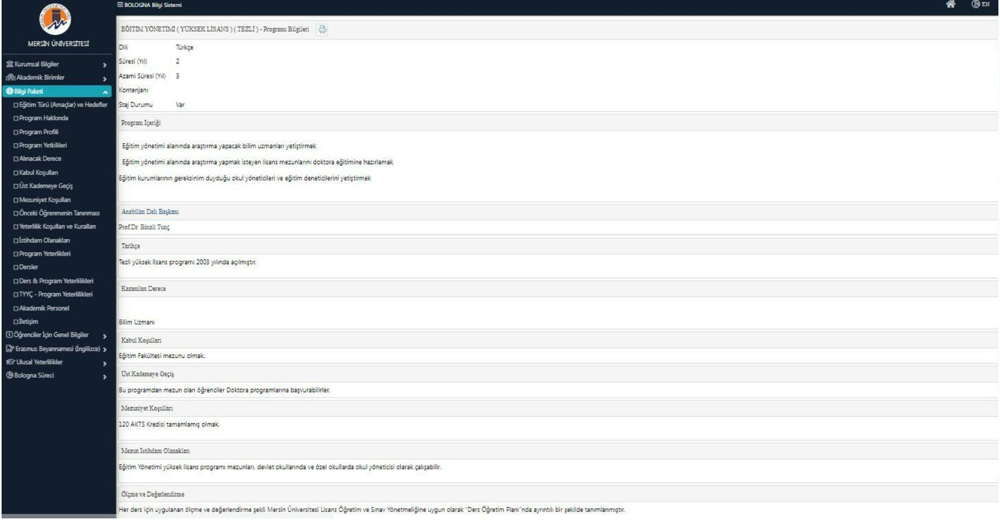 MERSİN ÜNİVERSİTESİ
Kurumsal Bilgiler
Akademik Birimler
Bilgi Paketi
Eğitim Türü (Amaçlar) ve Hedefler
Program Hakkında
Program Profili
Program Yetkilileri
Alınacak Derece
Kabul Koşulları
Üst Kademeye Geçiş
Mezuniyet Koşulları
Önceki Öğrenmenin Tanınması
Yeterlilik Koşulları ve Kuralları
İstihdam Olanakları
Program Yeterlikleri
Dersler
Ders & Program Yeterlilikleri
TYYÇ - Program Yeterlilikleri
Akademik Personel
İletişim
Öğrenciler İçin Genel Bilgiler
Erasmus Beyannamesi (İngilizce)
Ulusal Yeterlilikler
Bologna Süreci
BOLOGNA Bilgi Sistemi
EN
EĞİTİM YÖNETİMİ ( YÜKSEK LİSANS ) ( TEZLİ ) - Programı Bilgileri
Dili Türkçe
Süresi (Yıl) 2
Azami Süresi (Yıl) 3
Kontenjanı
Staj Durumu Var
Program İçeriği
Eğitim yönetimi alanında araştırma yapacak bilim uzmanları yetiştirmek
Eğitim yönetimi alanında araştırma yapmak isteyen lisans mezunlarını doktora eğitimine hazırlamak
Eğitim kurumlarının gereksinim duyduğu okul yöneticileri ve eğitim deneticilerini yetiştirmek
Anabilim Dalı Başkanı
Prof.Dr. Binali Tunç
Tarihçe
Tezli yüksek lisans programı 2003 yılında açılmıştır.
Kazanılan Derece
Bilim Uzmanı
Kabul Koşulları
Eğitim Fakültesi mezunu olmak.
Üst Kademeye Geçiş
Bu programdan mezun olan öğrenciler Doktora programlarına başvurabilirler.
Mezuniyet Koşulları
120 AKTS Kredisi tamamlamış olmak.
Mezun İstihdam Olanakları
Eğitim Yönetimi yüksek lisans programı mezunları, devlet okullarında ve özel okullarda okul yöneticisi olarak çalışabilir.
Ölçme ve Değerlendirme
Her ders için uygulanan ölçme ve değerlendirme şekli Mersin Üniversitesi Lisans Öğretim ve Sınav Yönetmeliğine uygun olarak "Ders Öğretim Planı"nda ayrıntılı bir şekilde tanımlanmıştır.